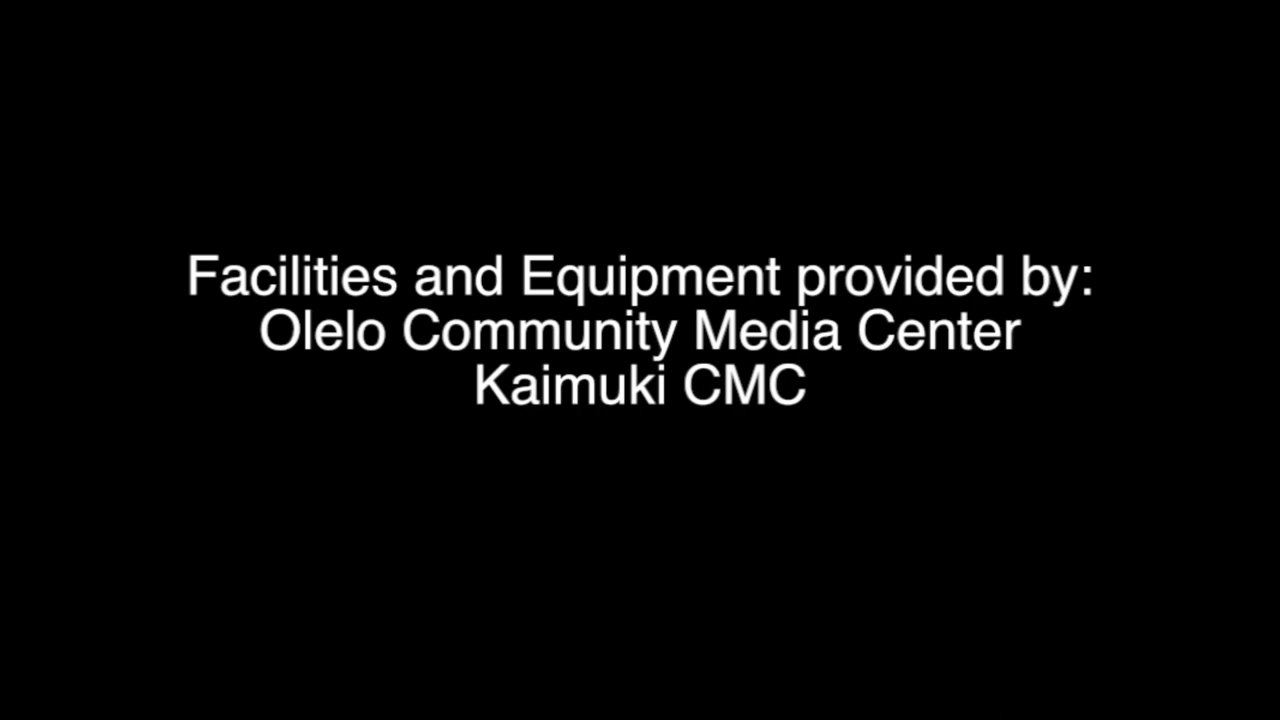 Facilities and Equipment provided by:
Olelo Community Media Center
Kaimuki CMC